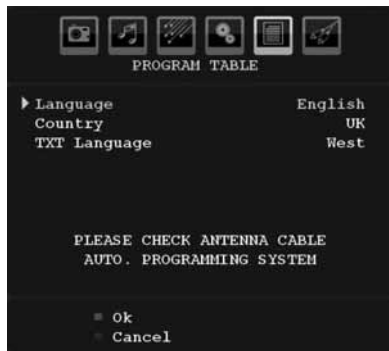 PROGRAM TABLE
Language English
Country UK
TXT Language West
PLEASE CHECK ANTENNA CABLE
AUTO. PROGRAMMING SYSTEM
Ok
Cancel